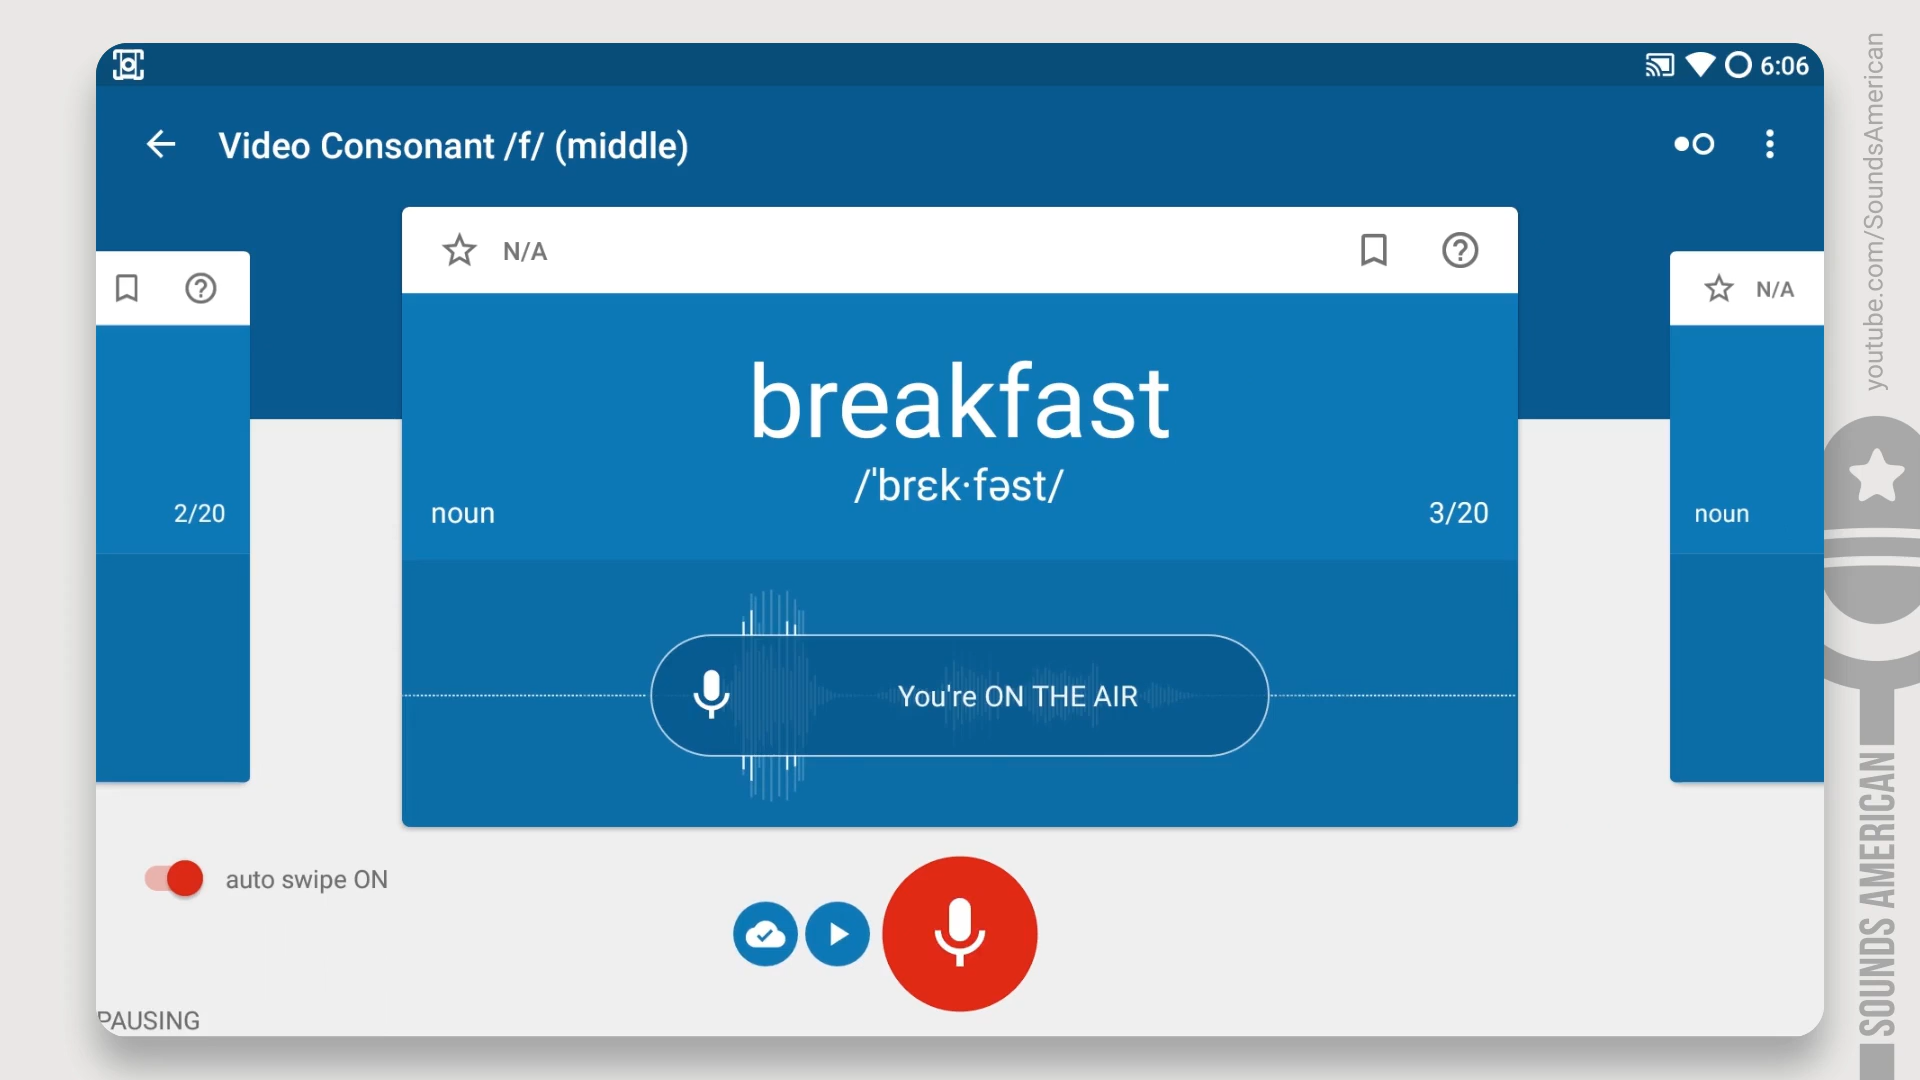 6:06
Video Consonant /f/ (middle)
N/A
N/A
breakfast
/ˈbrɛk·fəst/
2/20
noun
3/20
noun
You're ON THE AIR
auto swipe ON
PAUSING
youtube.com/SoundsAmerican
SOUNDS AMERICAN